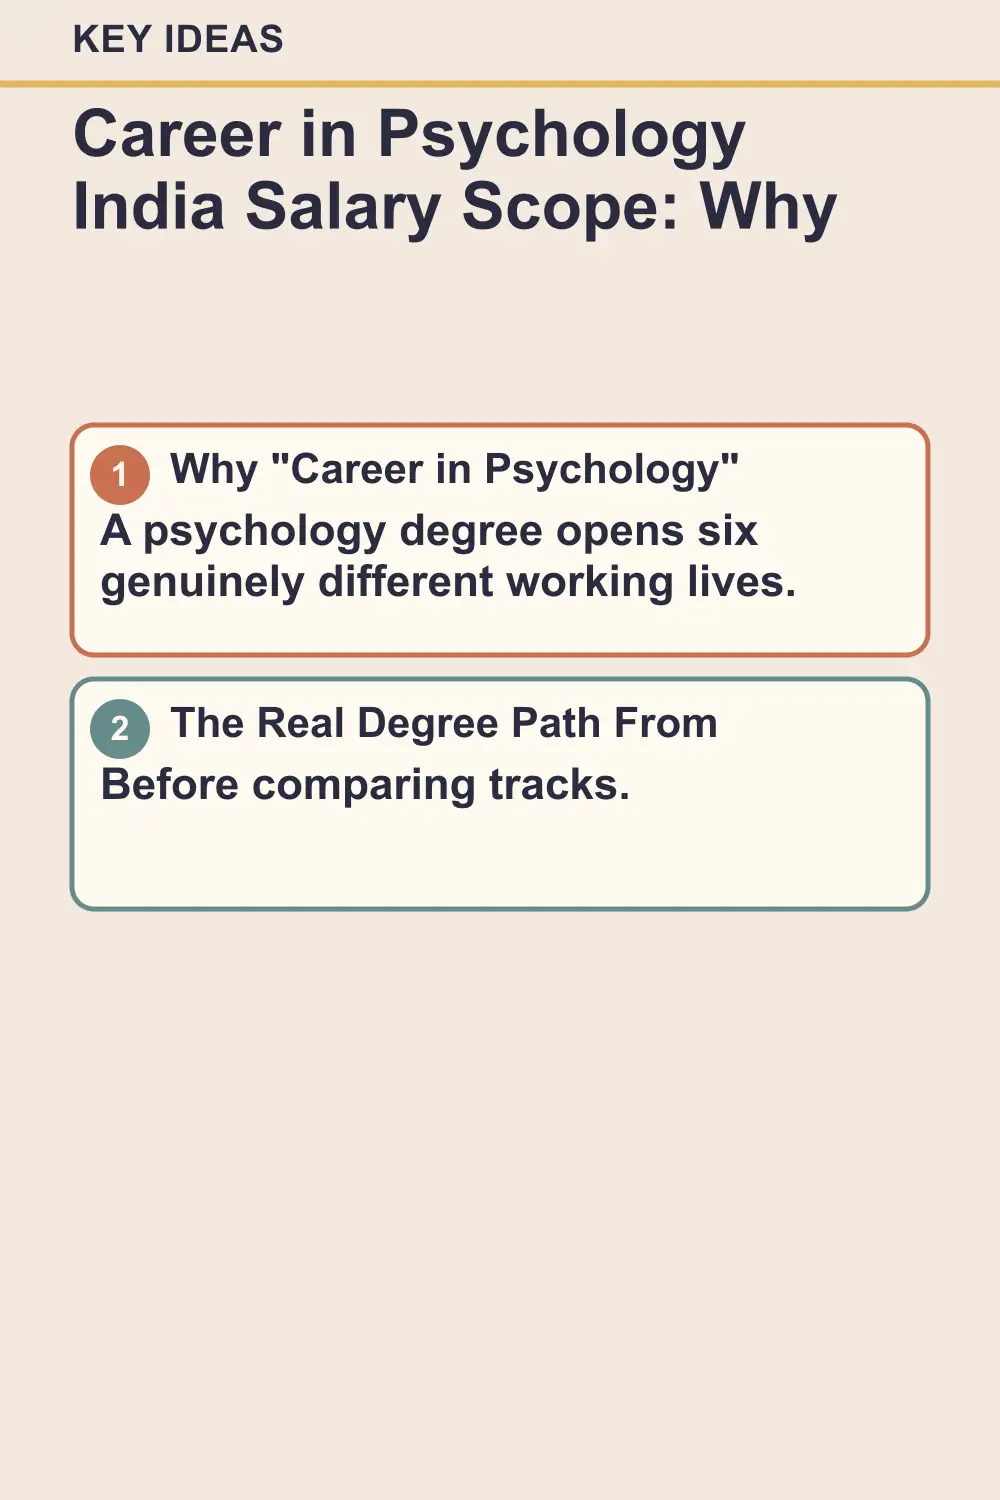 KEY IDEAS
Career in Psychology
India Salary Scope: Why
1 Why "Career in Psychology"
A psychology degree opens six
genuinely different working lives.
2 The Real Degree Path From
Before comparing tracks.